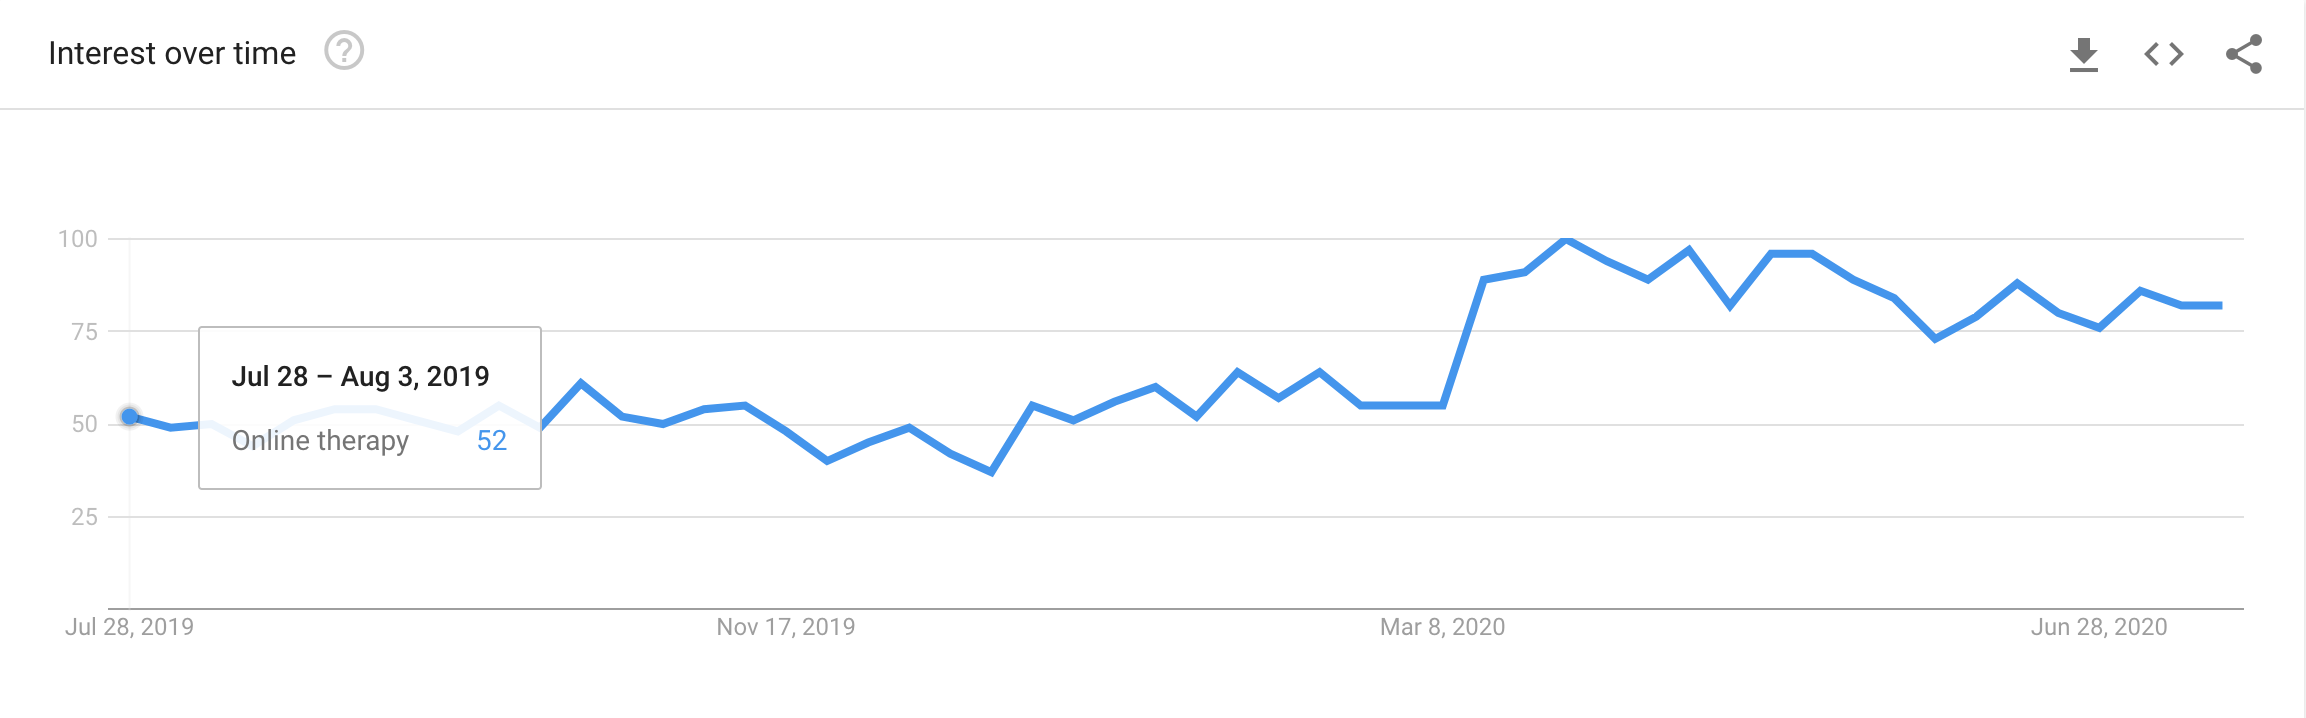 Interest over time
100
75
50
25
Jul 28 – Aug 3, 2019
Online therapy 52
Jul 28, 2019 Nov 17, 2019 Mar 8, 2020 Jun 28, 2020